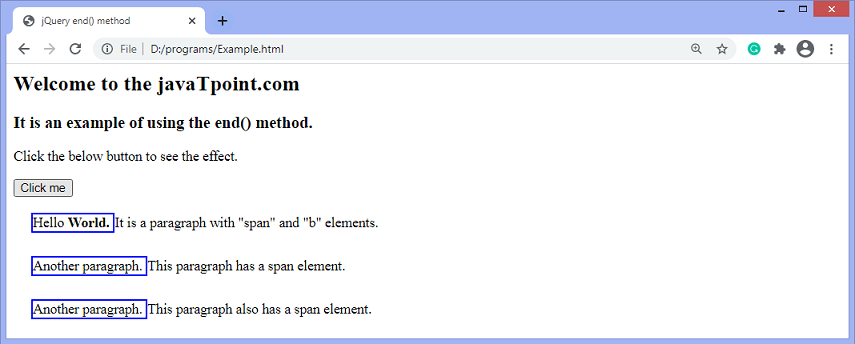 jQuery end() method
File | D:/programs/Example.html
Welcome to the javaTpoint.com
It is an example of using the end() method.
Click the below button to see the effect.
Click me
Hello World. It is a paragraph with "span" and "b" elements.
Another paragraph. This paragraph has a span element.
Another paragraph. This paragraph also has a span element.